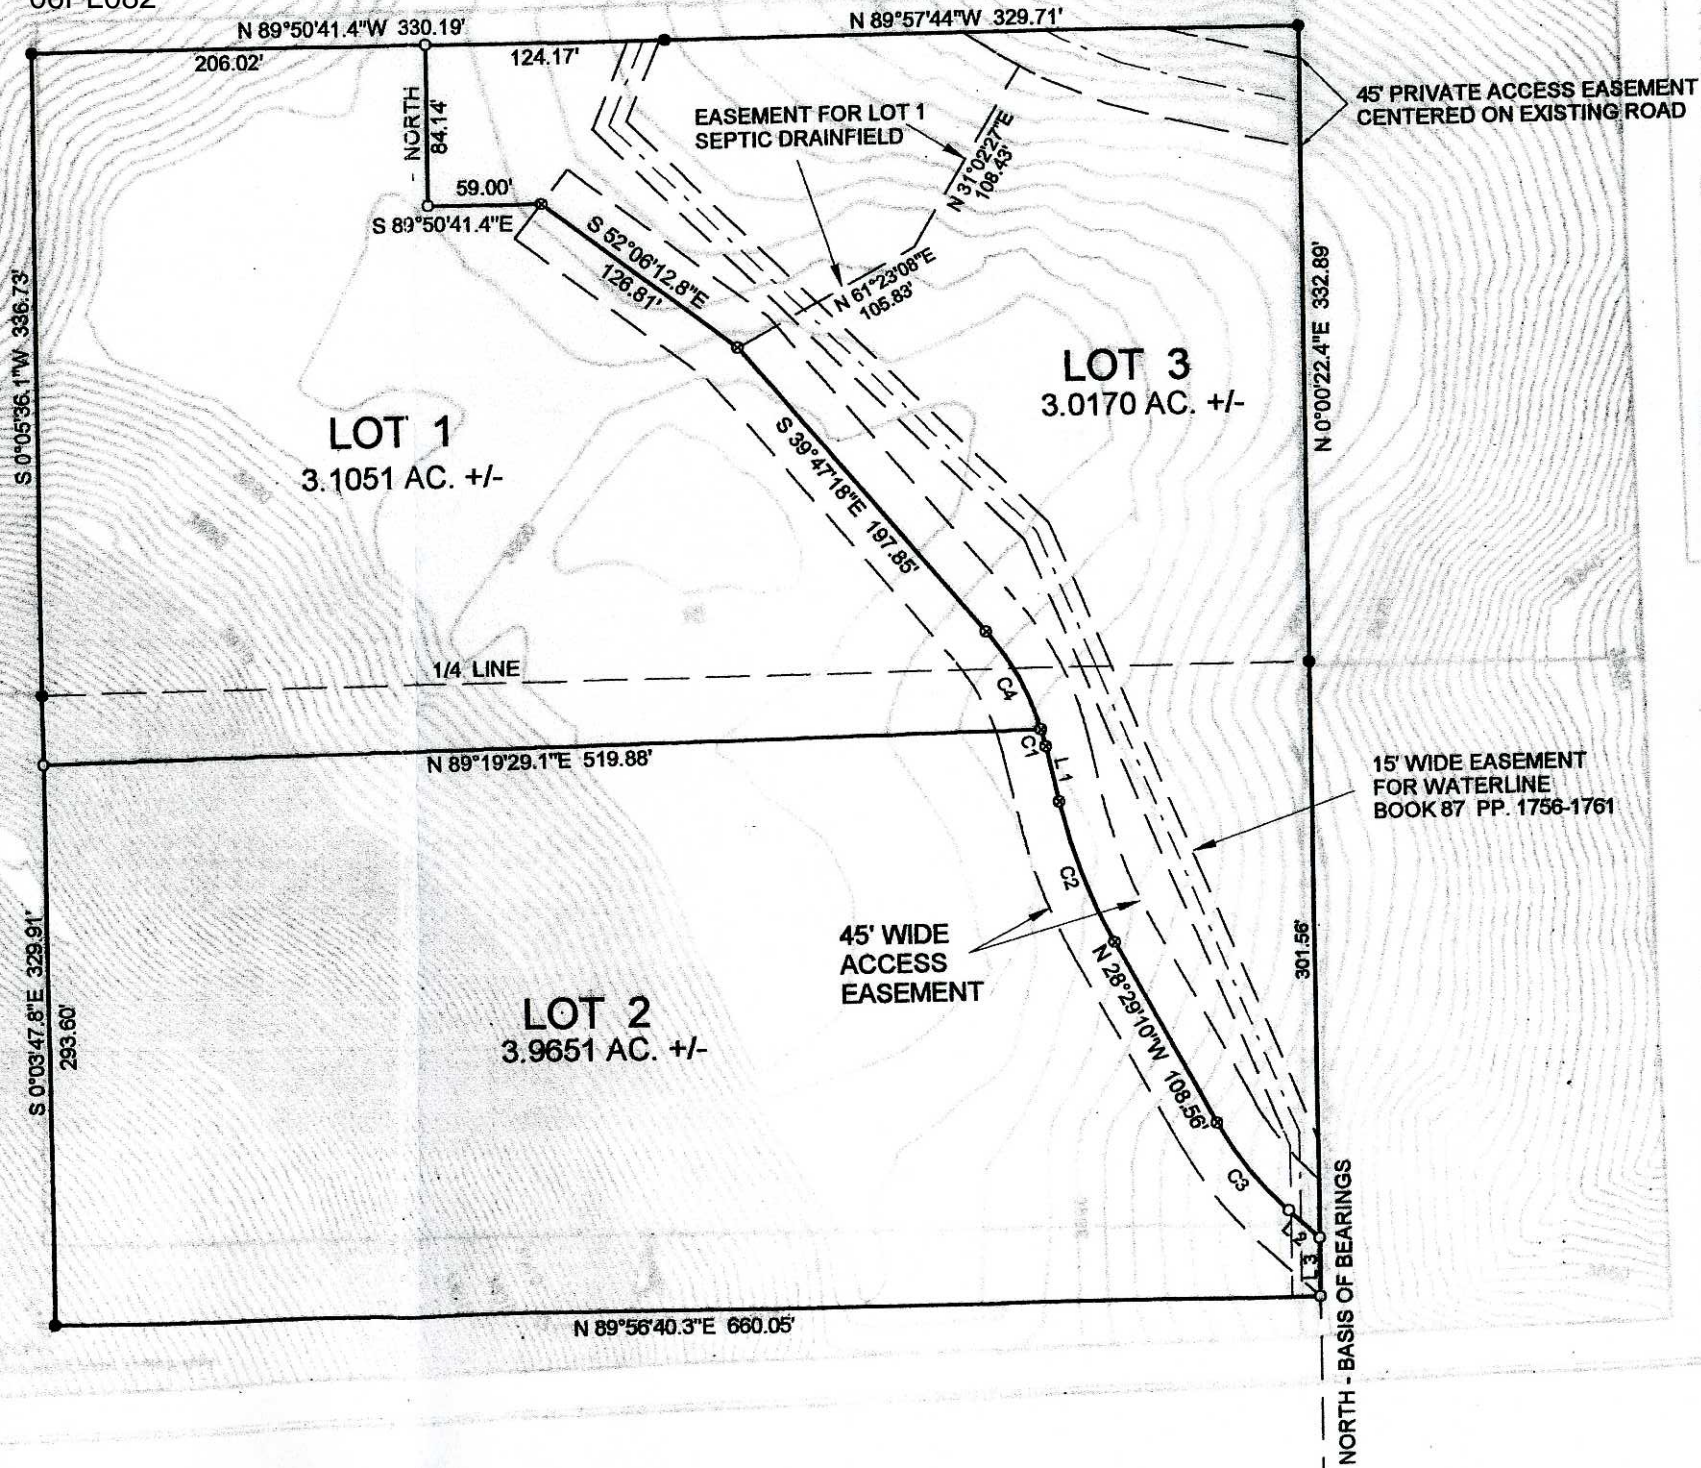 N 89°50'41.4"W 330.19'
N 89°57'44"W 329.71'
206.02'
124.17'
- NORTH
84.14'
59.00'
S 89°50'41.4"E
EASEMENT FOR LOT 1
SEPTIC DRAINFIELD
45' PRIVATE ACCESS EASEMENT
CENTERED ON EXISTING ROAD
N 31°02'27"E
108.43'
S 52°06'12.8"E
126.81'
N 61°23'08"E
105.83'
S 0°05'36.1"W 336.73'
N 0°00'22.4"E 332.89'
LOT 3
3.0170 AC. +/-
LOT 1
3.1051 AC. +/-
S 39°47'18"E 197.85'
1/4 LINE
C4
C1
N 89°19'29.1"E 519.88'
L 1
15' WIDE EASEMENT
FOR WATERLINE
BOOK 87 PP. 1756-1761
C2
45' WIDE
ACCESS
EASEMENT
301.56'
S 0°03'47.8"E 329.91'
293.60'
LOT 2
3.9651 AC. +/-
N 28°29'10"W 108.56'
C3
L 2
L 3
N 89°56'40.3"E 660.05'
NORTH - BASIS OF BEARINGS